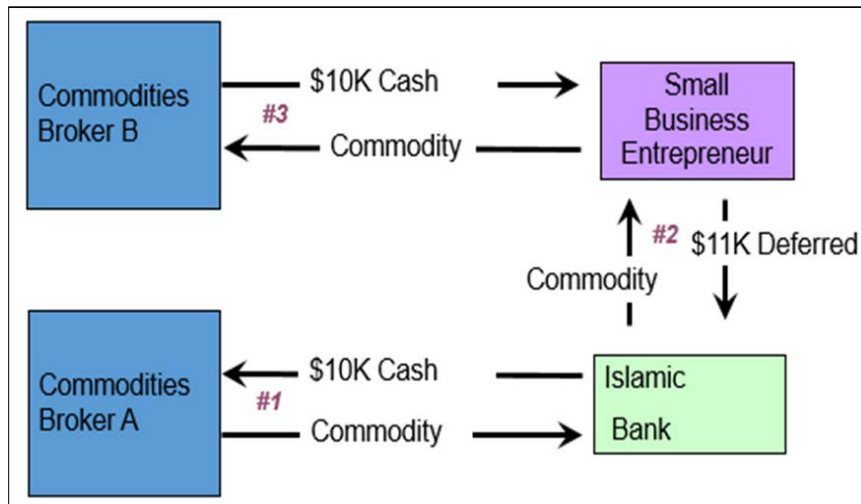 Commodities
Broker B
$10K Cash
#3
Commodity
Small
Business
Entrepreneur
#2
$11K Deferred
Commodity
Commodities
Broker A
$10K Cash
#1
Commodity
Islamic
Bank